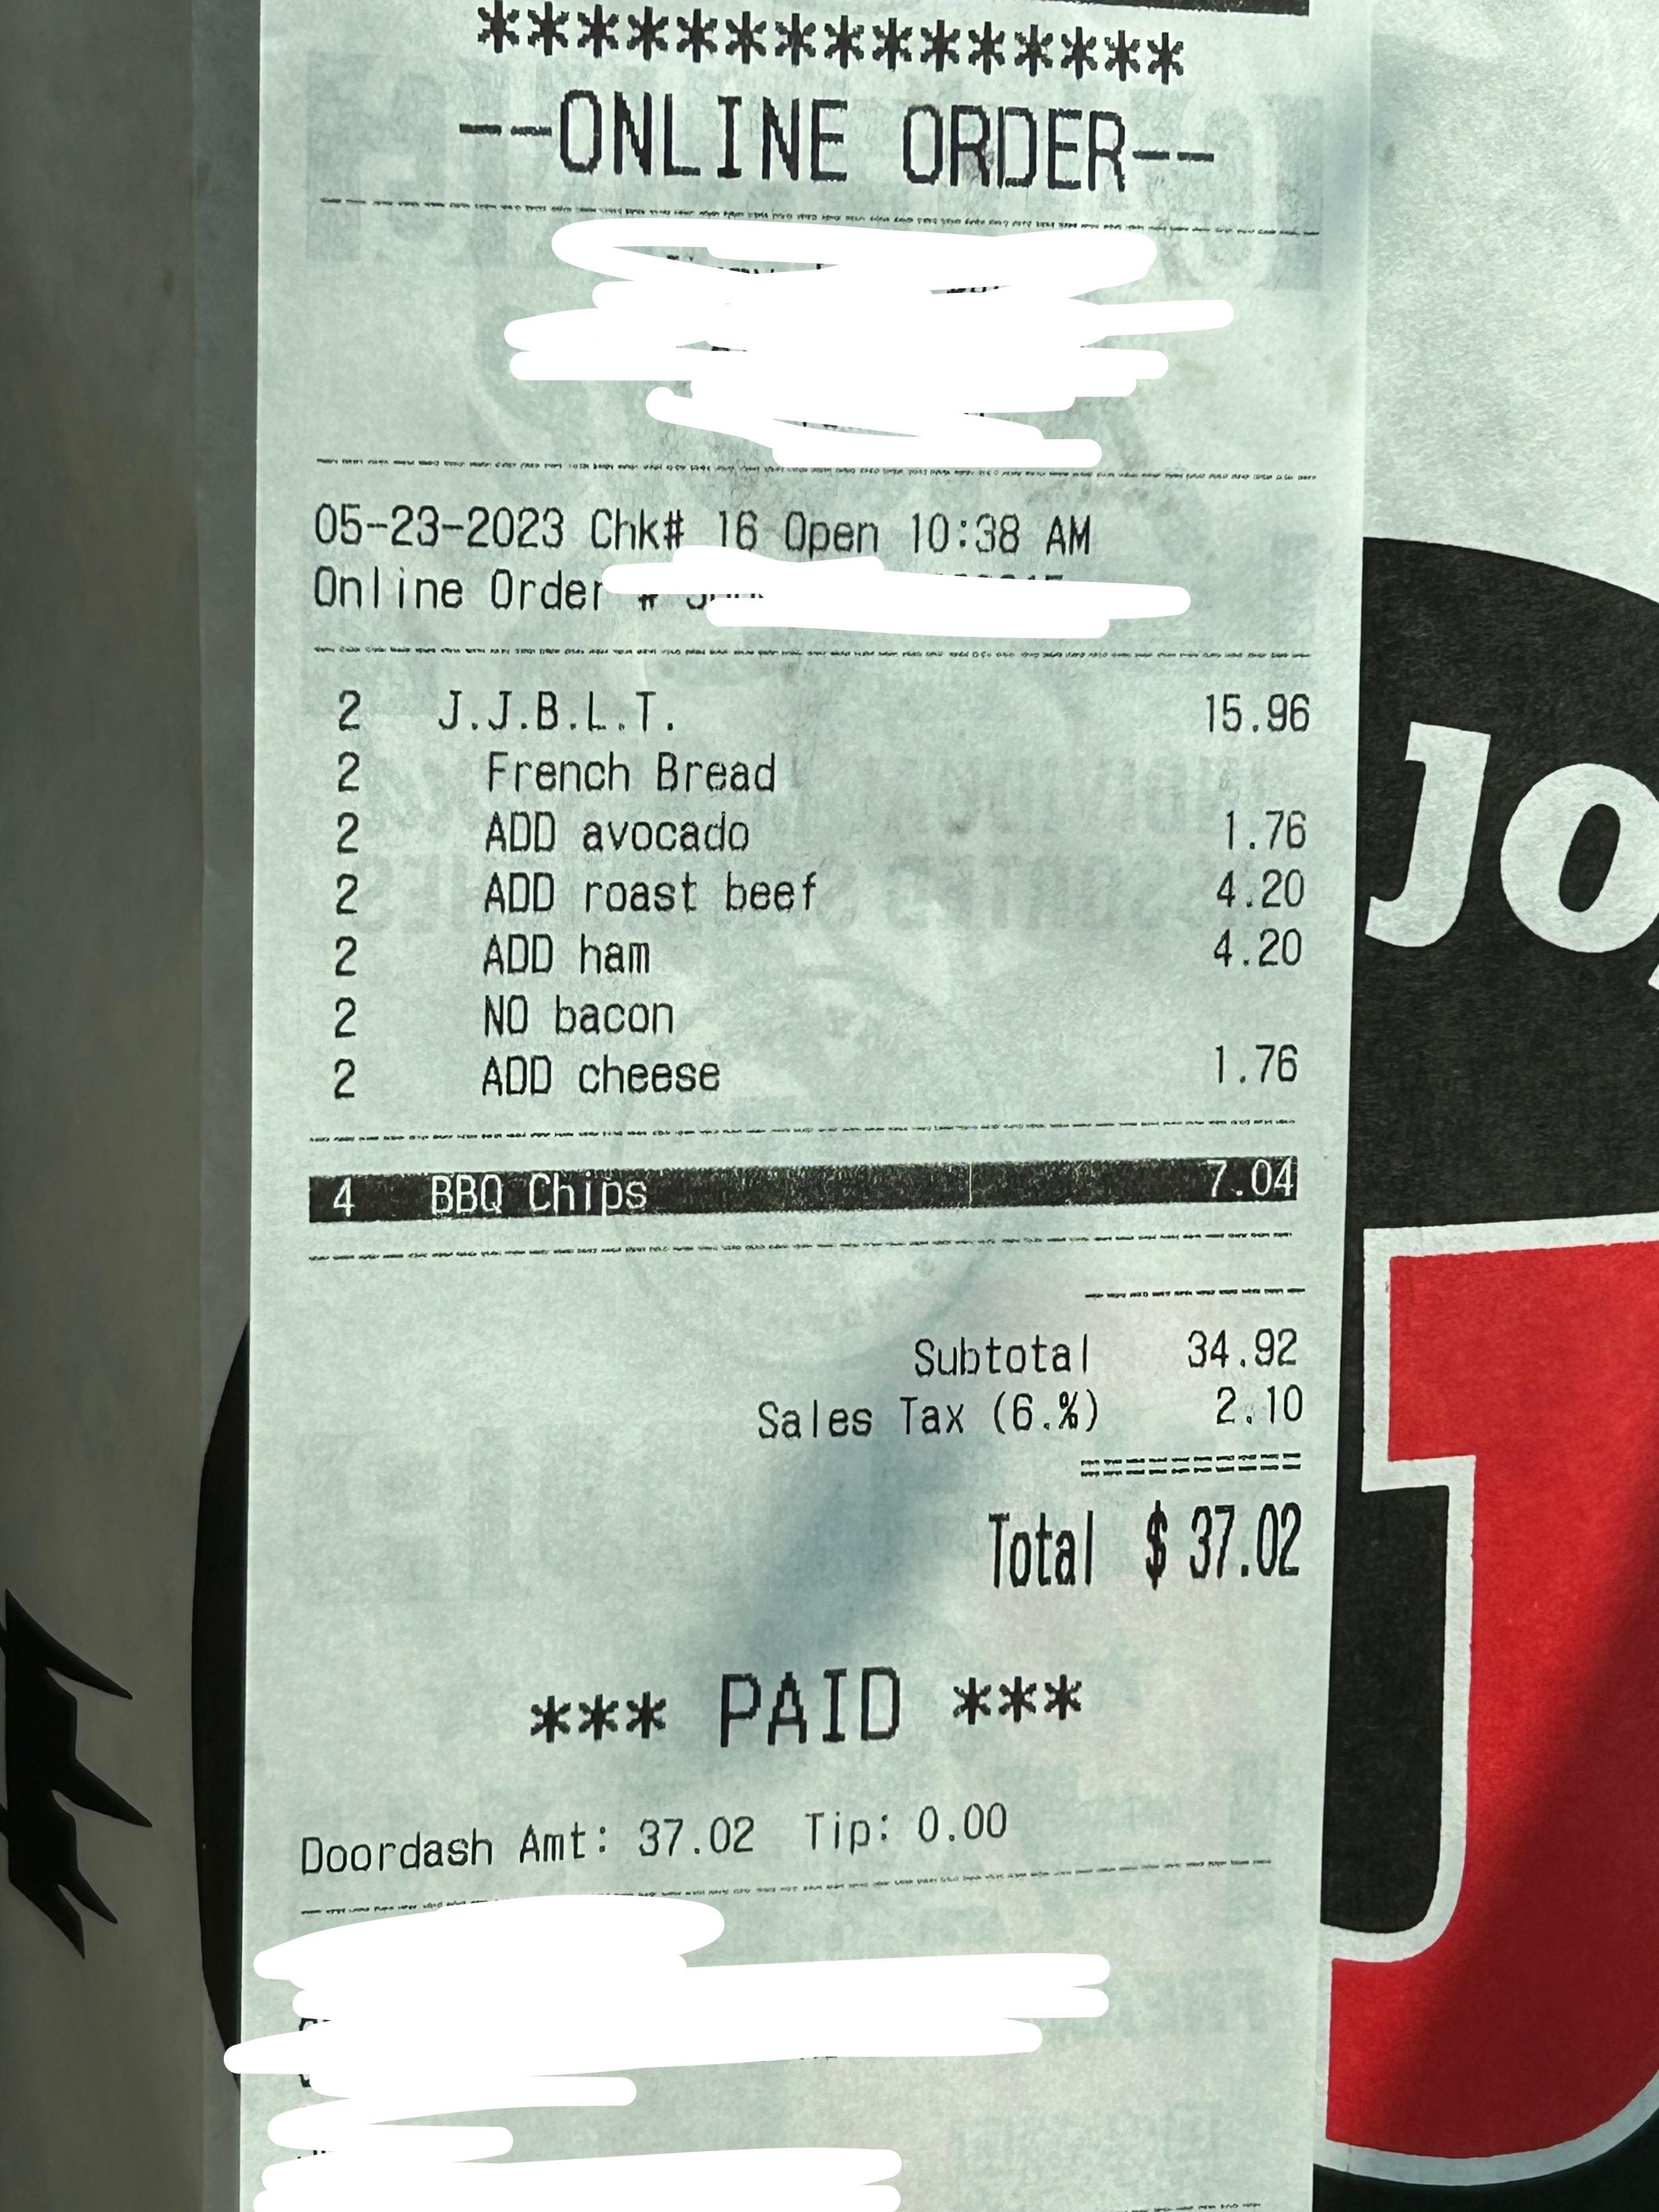 ***************
---ONLINE ORDER---
05-23-2023 Chk# 16 Open 10:38 AM
Online Order #
2 J.J.B.L.T. 15.96
2 French Bread
2 ADD avocado 1.76
2 ADD roast beef 4.20
2 ADD ham 4.20
2 NO bacon
2 ADD cheese 1.76
4 BBQ Chips 7.04
Subtotal 34.92
Sales Tax (6.%) 2.10
Total $ 37.02
*** PAID ***
Doordash Amt: 37.02 Tip: 0.00
JO
J